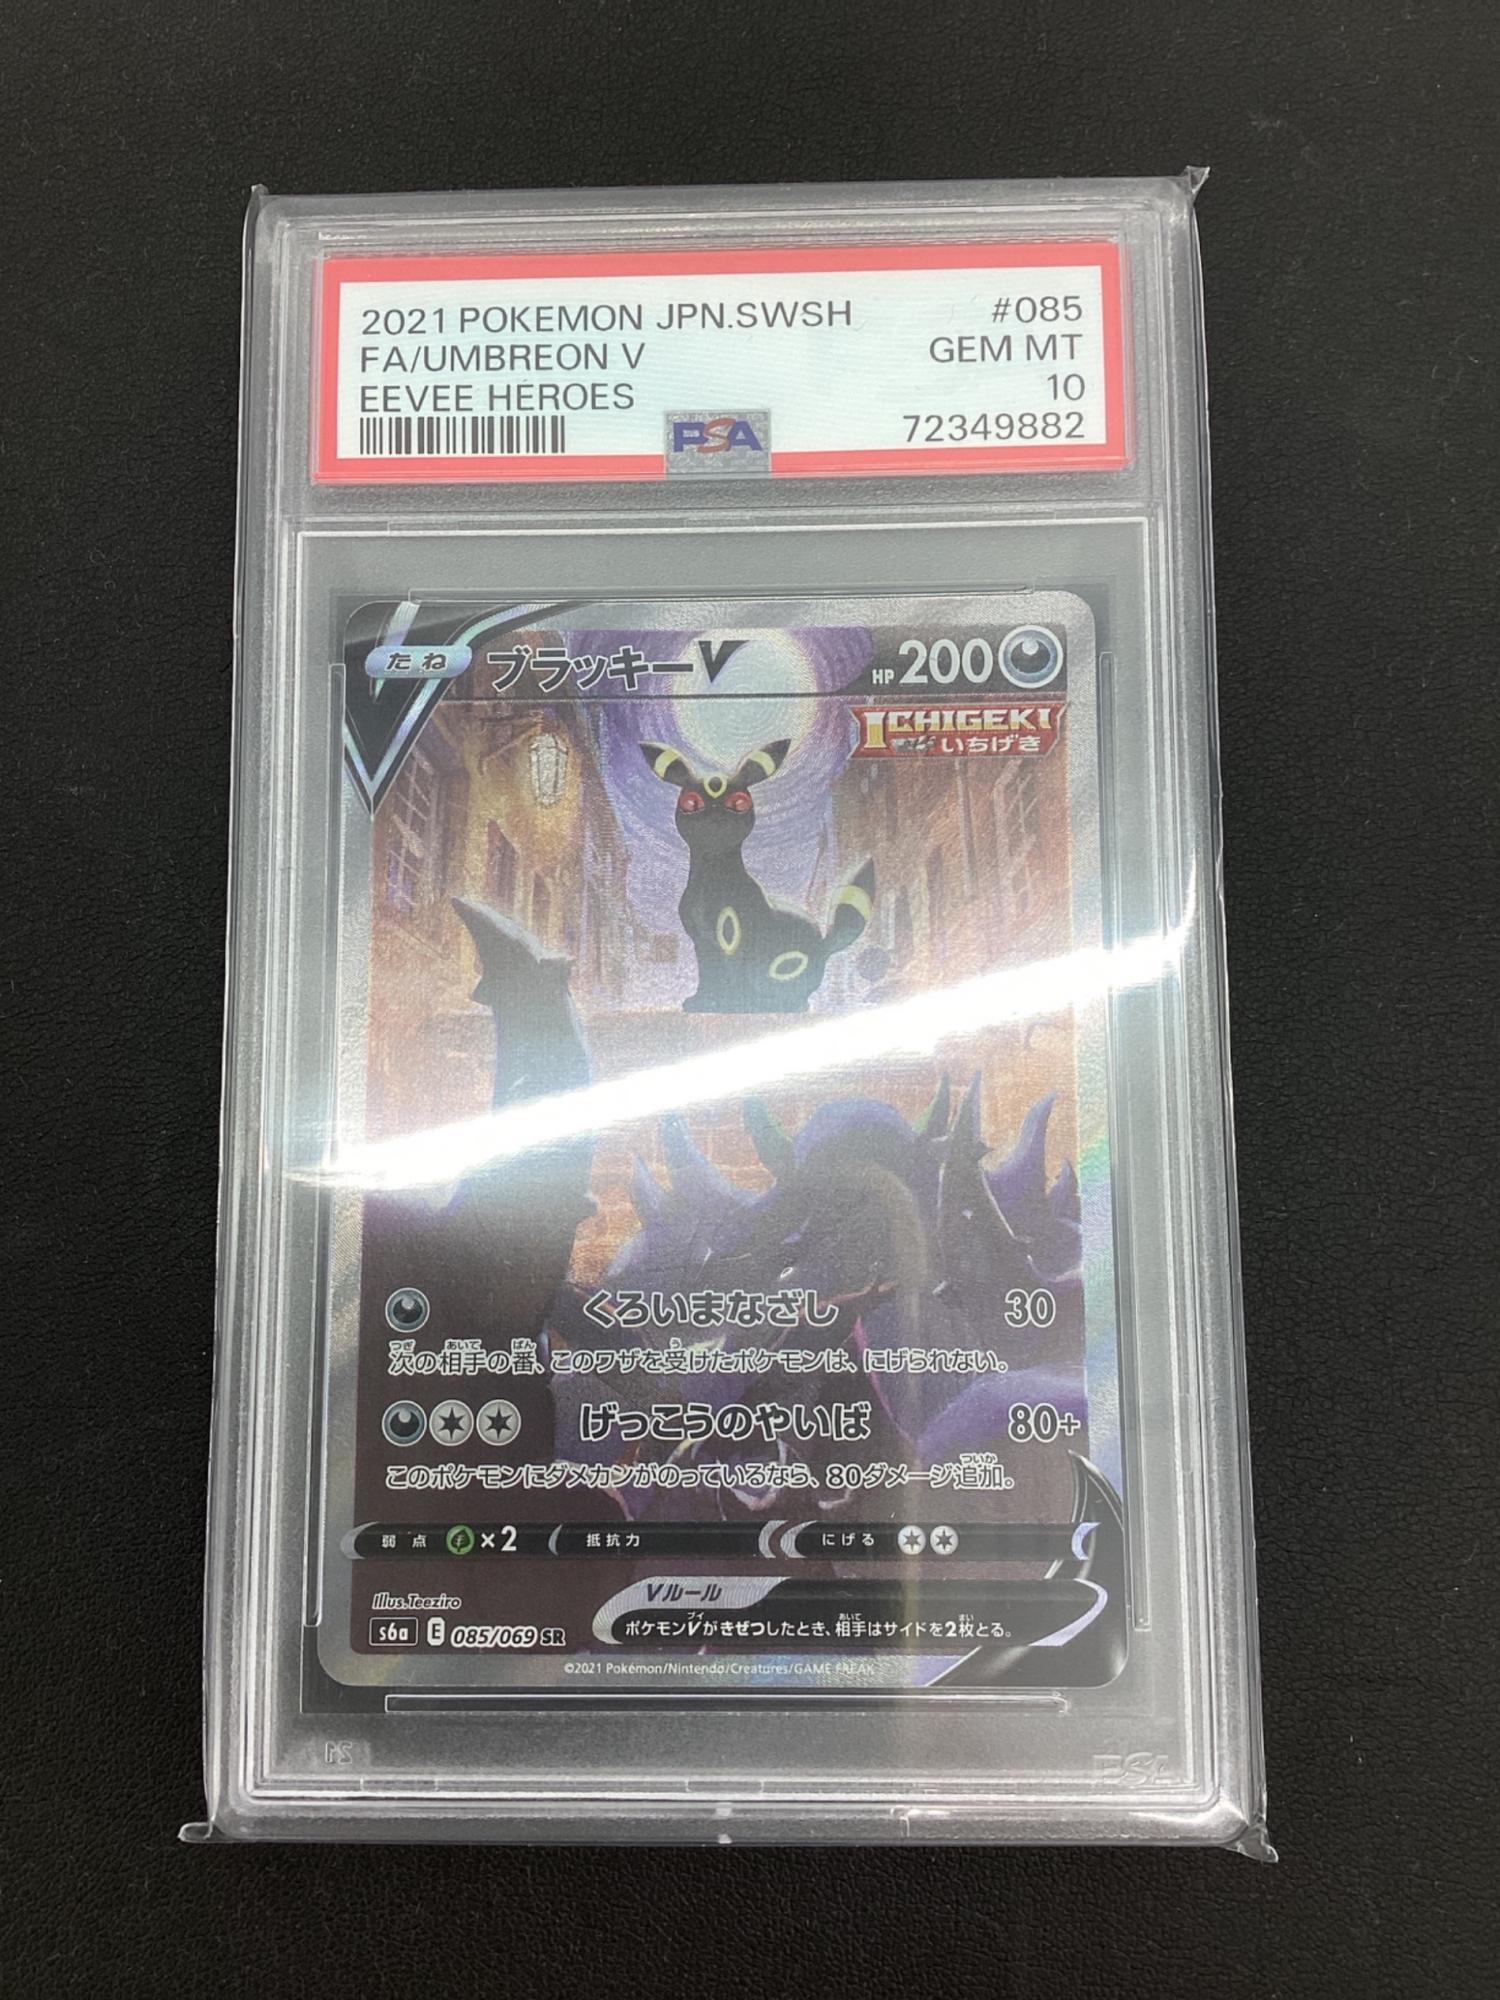 2021 POKEMON JPN.SWSH #085
FA/UMBREON V GEM MT
EEVEE HEROES 10
PSA 72349882
たね ブラッキーV HP 200
ICHIGEKI
いちげき
くろいまなざし 30
次の相手の番、このワザを受けたポケモンは、にげられない。
げっこうのやいば 80+
このポケモンにダメカンがのっているなら、80ダメージ追加。
弱点 ×2 抵抗力 にげる
Illus.Teeziro
Vルール
ポケモンVがきぜつしたとき、相手はサイドを2枚とる。
s6a E 085/069 SR
©2021 Pokémon/Nintendo/Creatures/GAME FREAK
PSA